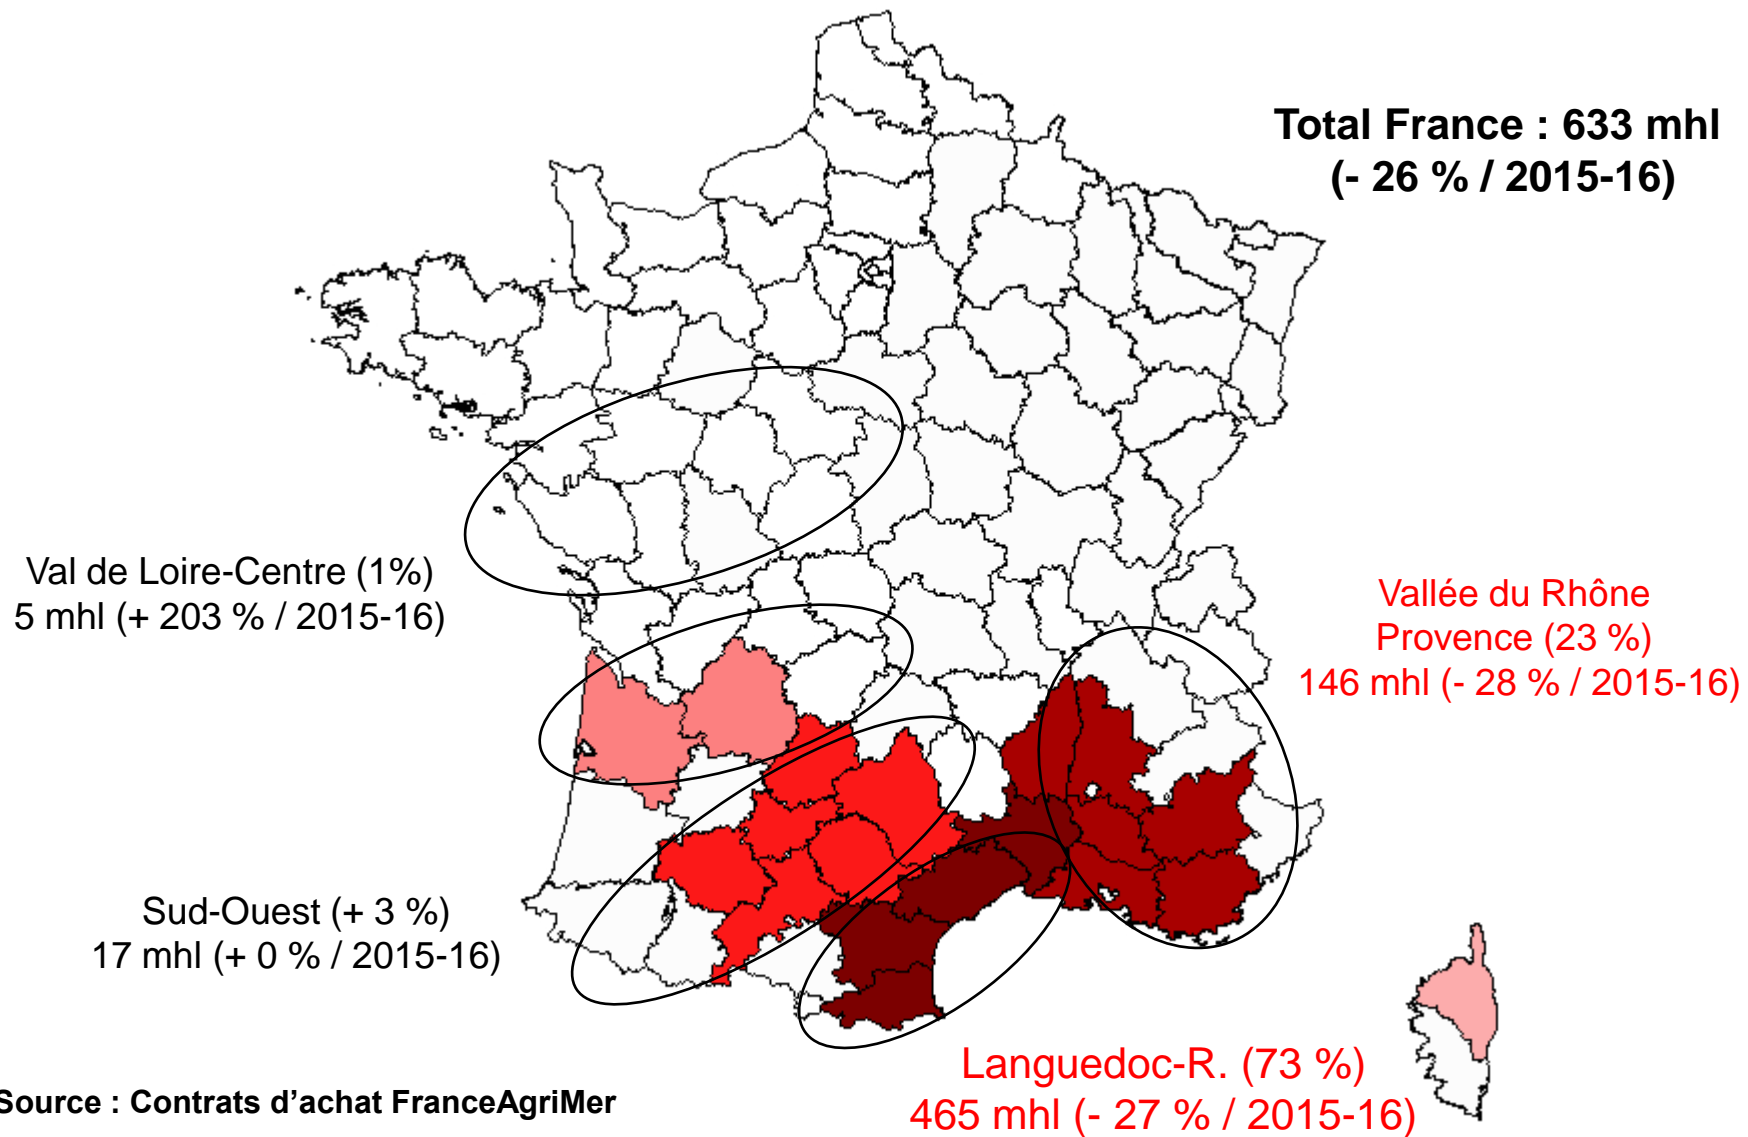 Total France : 633 mhl
(- 26 % / 2015-16)
Val de Loire-Centre (1%)
5 mhl (+ 203 % / 2015-16)
Vallée du Rhône
Provence (23 %)
146 mhl (- 28 % / 2015-16)
Sud-Ouest (+ 3 %)
17 mhl (+ 0 % / 2015-16)
Languedoc-R. (73 %)
465 mhl (- 27 % / 2015-16)
Source : Contrats d’achat FranceAgriMer